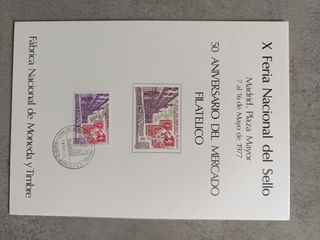 X Feria Nacional del Sello
Madrid, Plaza Mayor
7 al 16 de Mayo de 1977
50 ANIVERSARIO DEL MERCADO
FILATELICO
Fábrica Nacional de Moneda y Timbre